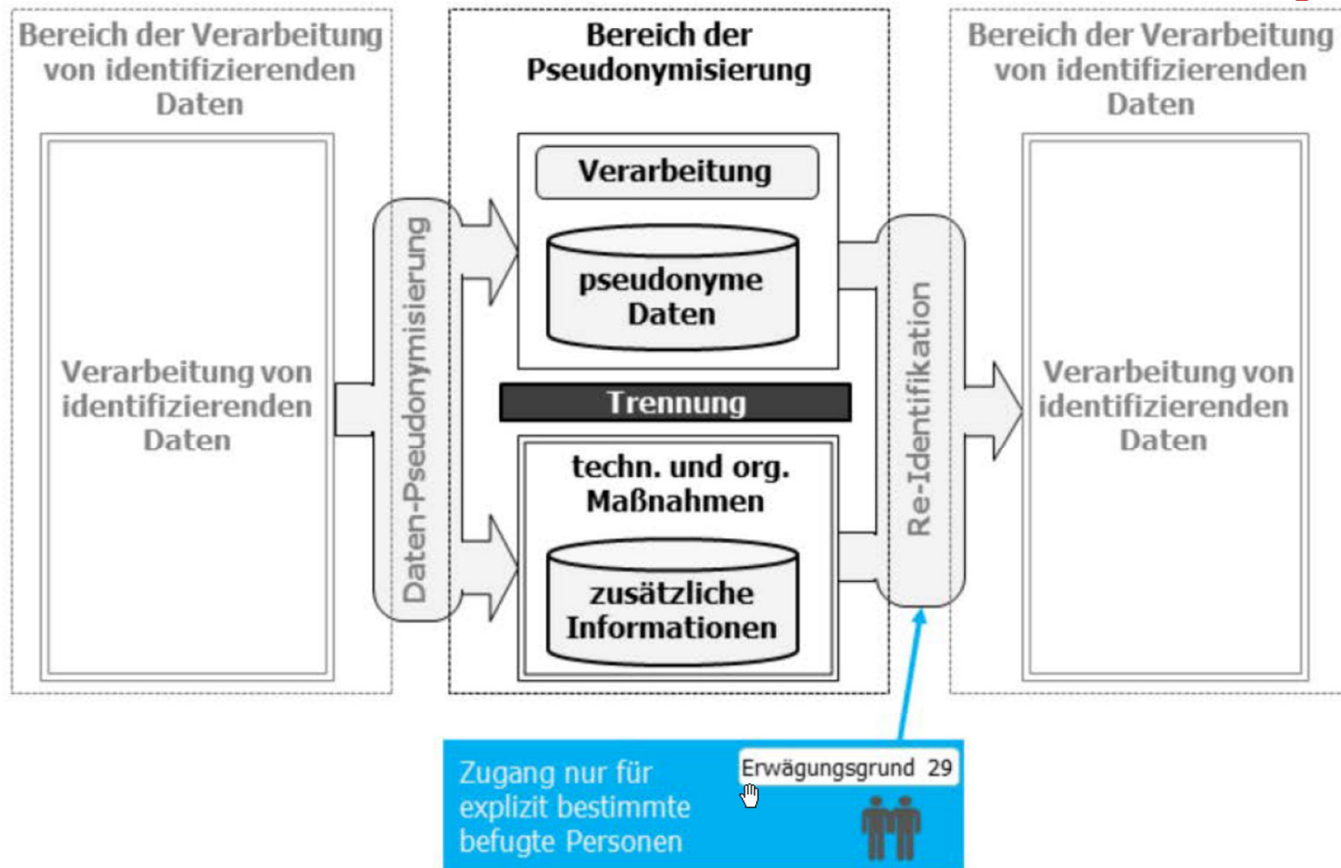 Bereich der Verarbeitung
von identifizierenden
Daten
Verarbeitung von
identifizierenden
Daten
Daten-Pseudonymisierung
Bereich der
Pseudonymisierung
Verarbeitung
pseudonyme
Daten
Trennung
techn. und org.
Maßnahmen
zusätzliche
Informationen
Re-Identifikation
Bereich der Verarbeitung
von identifizierenden
Daten
Verarbeitung von
identifizierenden
Daten
Zugang nur für
explizit bestimmte
befugte Personen
Erwägungsgrund 29